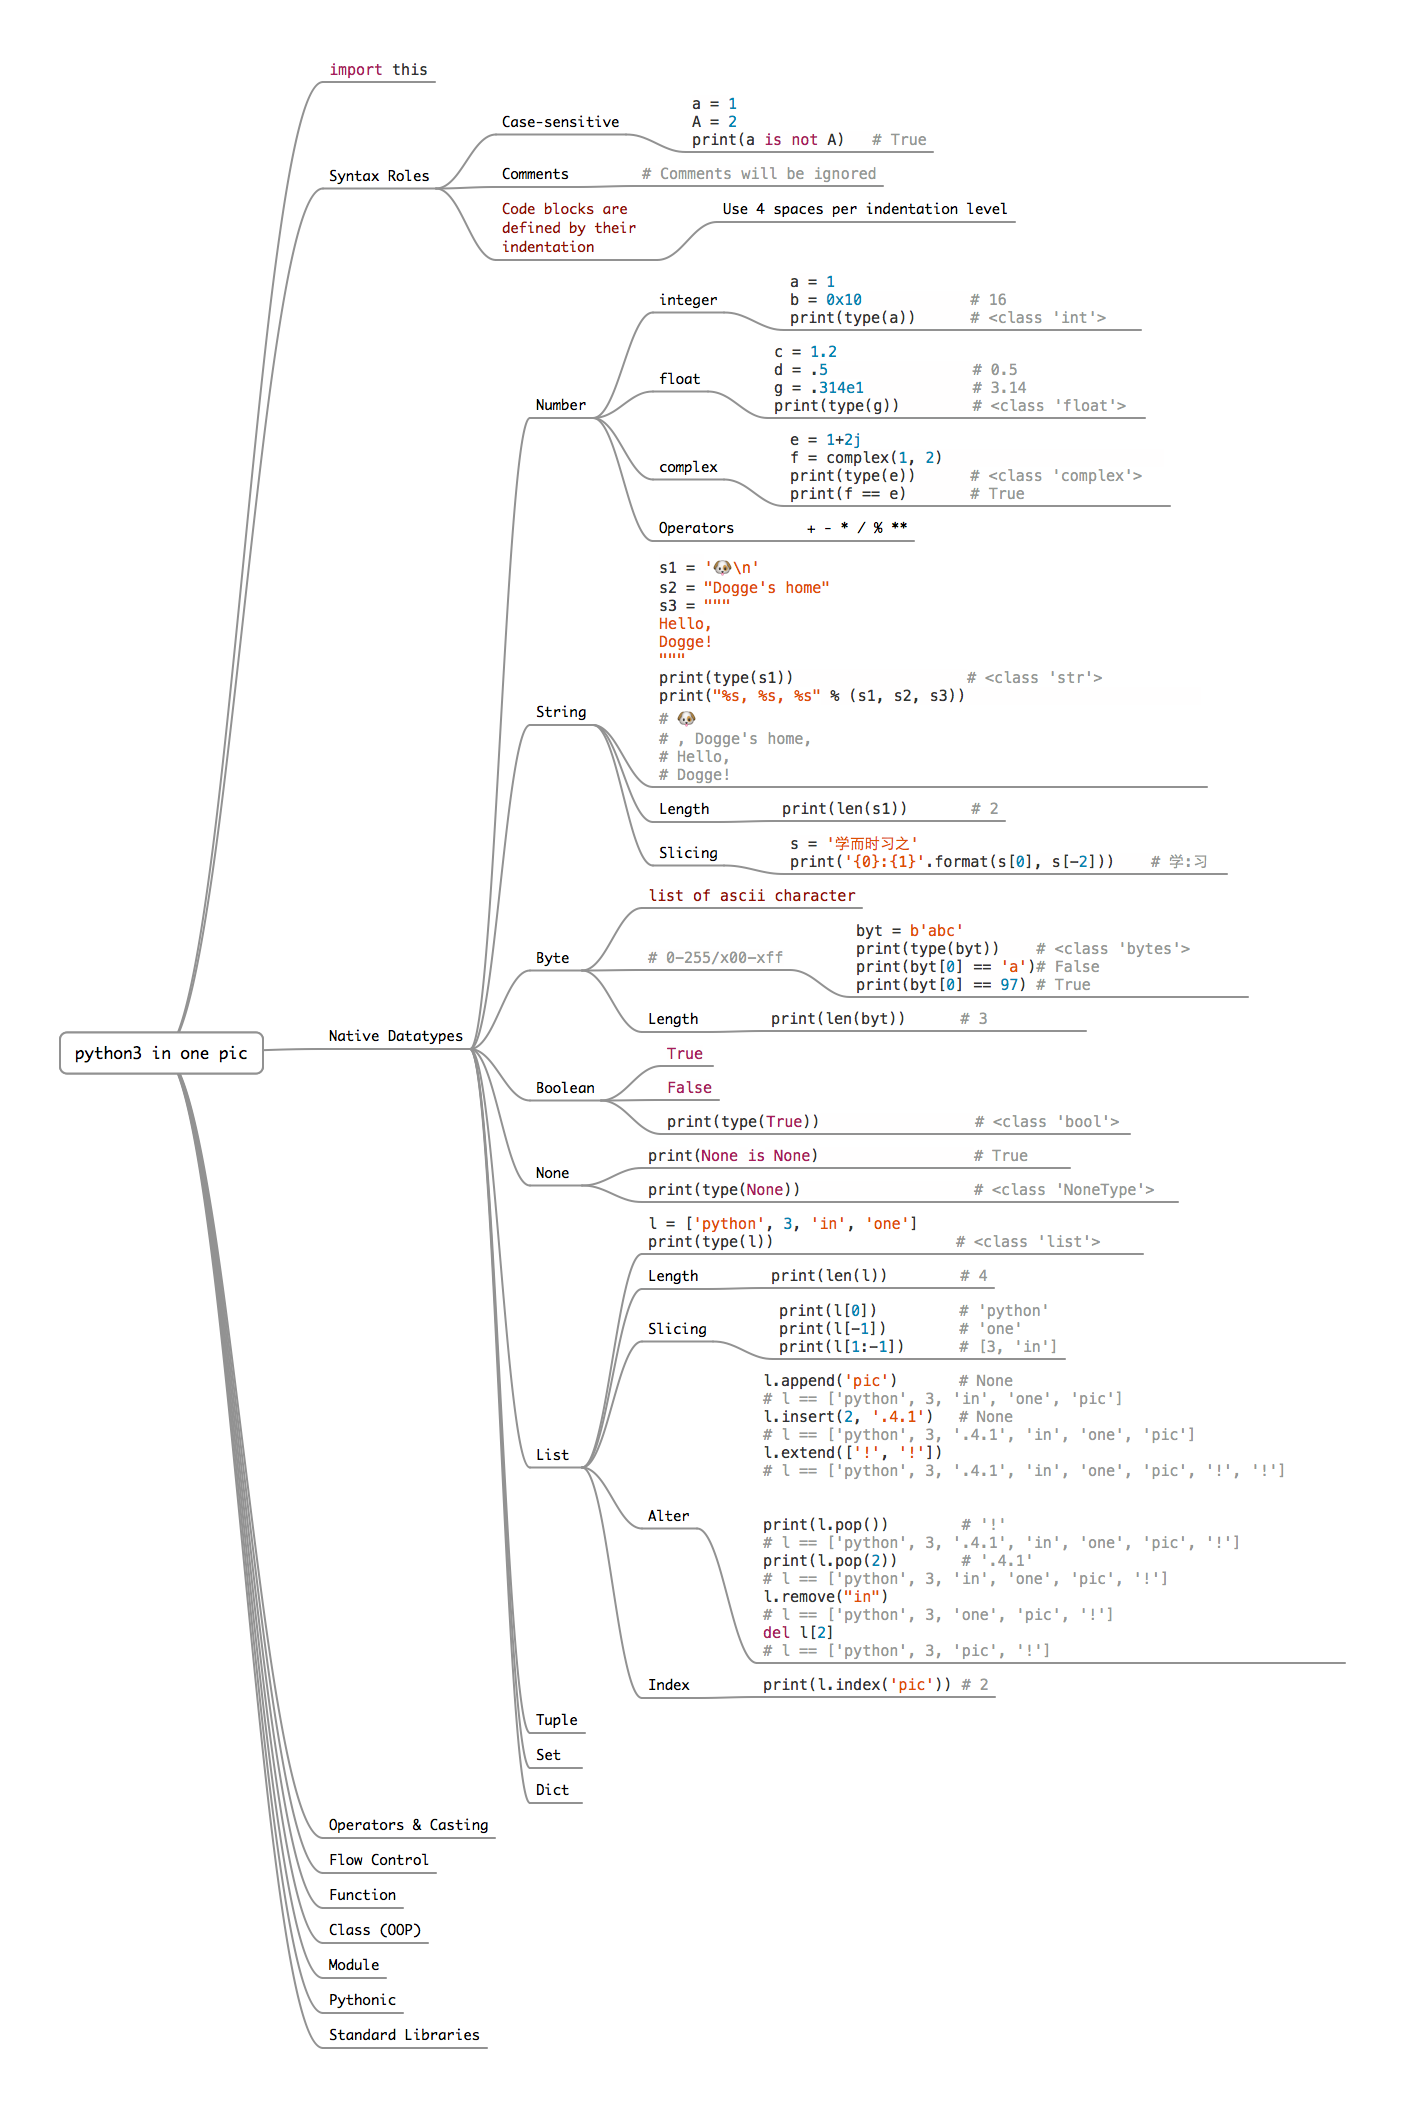 import this
Case-sensitive
a = 1
A = 2
print(a is not A)   # True
Syntax Roles
Comments
# Comments will be ignored
Code blocks are
defined by their
indentation
Use 4 spaces per indentation level
integer
a = 1
b = 0x10            # 16
print(type(a))      # <class 'int'>
float
c = 1.2
d = .5                # 0.5
g = .314e1            # 3.14
print(type(g))        # <class 'float'>
Number
complex
e = 1+2j
f = complex(1, 2)
print(type(e))      # <class 'complex'>
print(f == e)       # True
Operators
+ - * / % **
String
s1 = '🐶\n'
s2 = "Dogge's home"
s3 = """
Hello,
Dogge!
"""
print(type(s1))                   # <class 'str'>
print("%s, %s, %s" % (s1, s2, s3))
# 🐶
# , Dogge's home,
# Hello,
# Dogge!
Length
print(len(s1))       # 2
Slicing
s = '学而时习之'
print('{0}:{1}'.format(s[0], s[-2]))    # 学:习
list of ascii character
Byte
# 0-255/x00-xff
byt = b'abc'
print(type(byt))    # <class 'bytes'>
print(byt[0] == 'a')# False
print(byt[0] == 97) # True
Length
print(len(byt))      # 3
python3 in one pic
Native Datatypes
True
Boolean
False
print(type(True))                 # <class 'bool'>
None
print(None is None)                 # True
print(type(None))                   # <class 'NoneType'>
l = ['python', 3, 'in', 'one']
print(type(l))                    # <class 'list'>
Length
print(len(l))        # 4
Slicing
print(l[0])         # 'python'
print(l[-1])        # 'one'
print(l[1:-1])      # [3, 'in']
List
Alter
l.append('pic')       # None
# l == ['python', 3, 'in', 'one', 'pic']
l.insert(2, '.4.1')   # None
# l == ['python', 3, '.4.1', 'in', 'one', 'pic']
l.extend(['!', '!'])
# l == ['python', 3, '.4.1', 'in', 'one', 'pic', '!', '!']
print(l.pop())        # '!'
# l == ['python', 3, '.4.1', 'in', 'one', 'pic', '!']
print(l.pop(2))       # '.4.1'
# l == ['python', 3, 'in', 'one', 'pic', '!']
l.remove("in")
# l == ['python', 3, 'one', 'pic', '!']
del l[2]
# l == ['python', 3, 'pic', '!']
Index
print(l.index('pic')) # 2
Tuple
Set
Dict
Operators & Casting
Flow Control
Function
Class (OOP)
Module
Pythonic
Standard Libraries